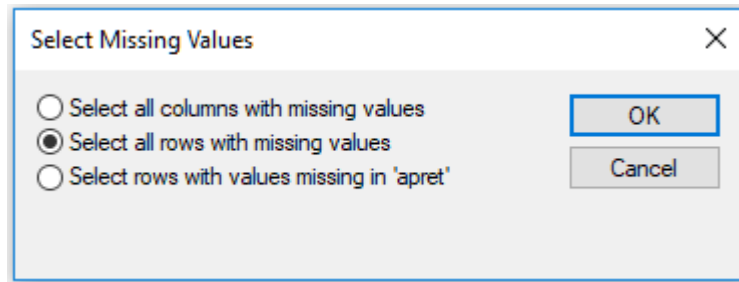 Select Missing Values
Select all columns with missing values
Select all rows with missing values
Select rows with values missing in 'apret'
OK
Cancel